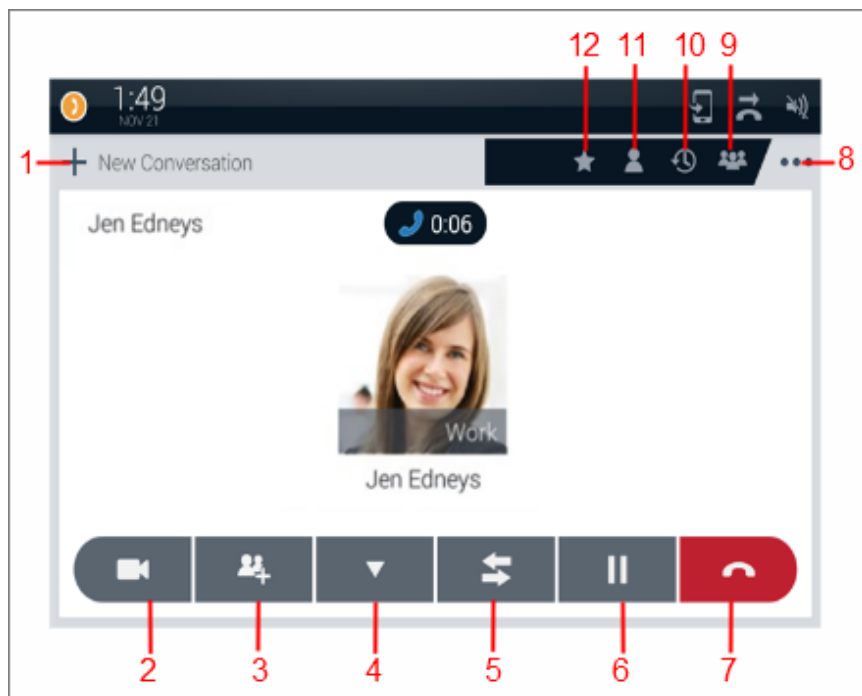 12 11 10 9
1:49
NOV 21
1 New Conversation 8
Jen Edneys 0:06
Work
Jen Edneys
2 3 4 5 6 7